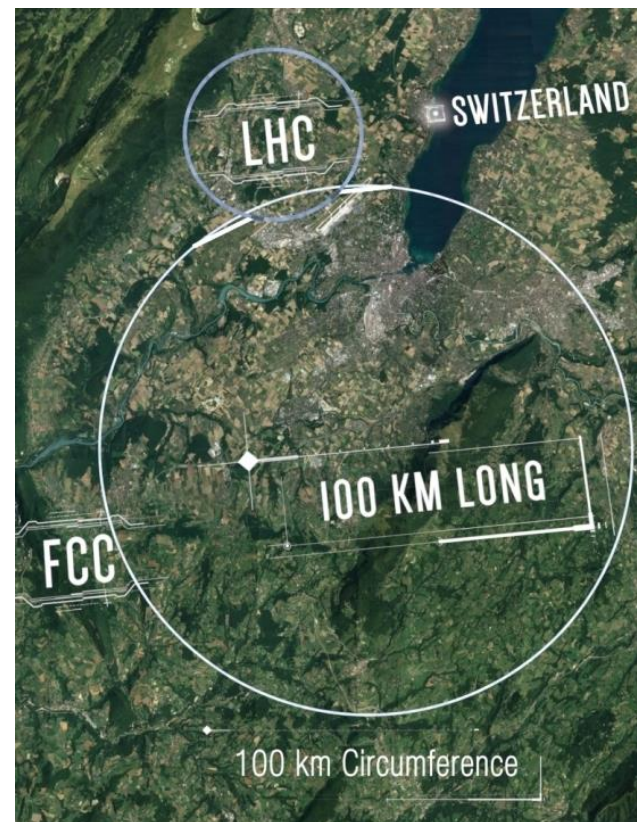 LHC
SWITZERLAND
100 KM LONG
FCC
100 km Circumference